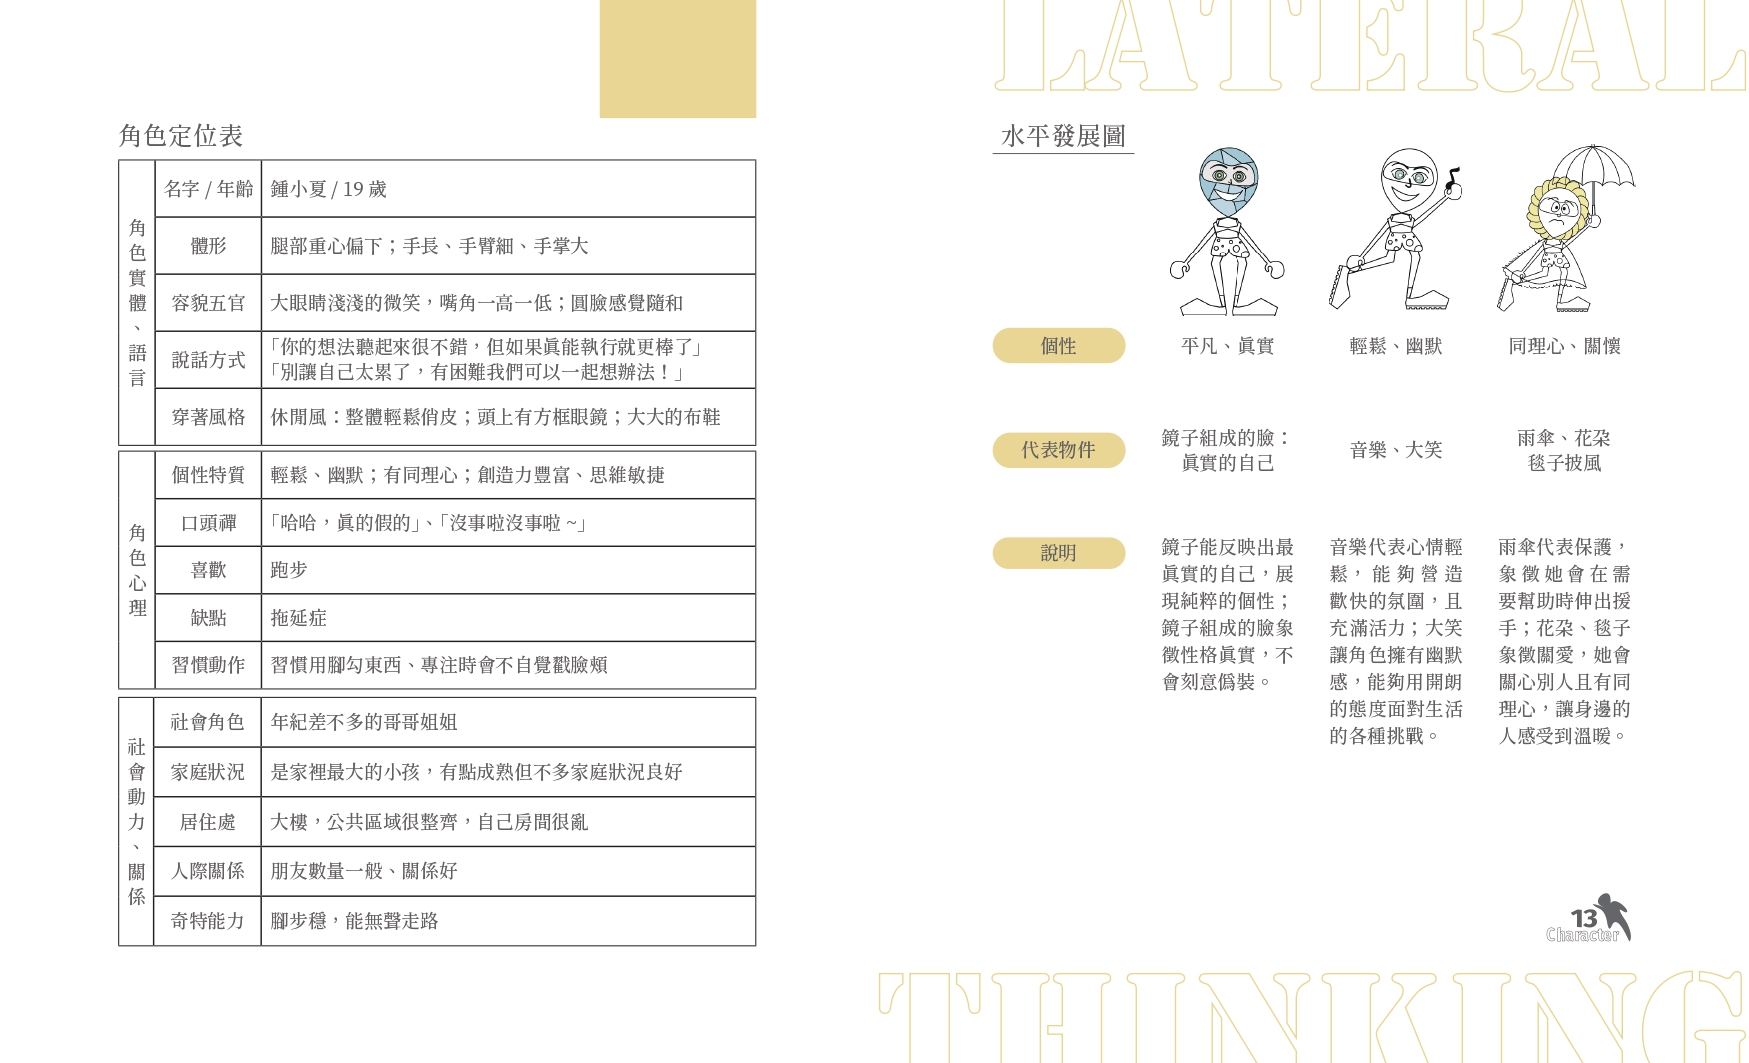 LATERAL
角色定位表
角色實體、語言
名字 / 年齡 鍾小夏 / 19 歲
體形 腿部重心偏下；手長、手臂細、手掌大
容貌五官 大眼睛淺淺的微笑，嘴角一高一低；圓臉感覺隨和
說話方式 「你的想法聽起來很不錯，但如果眞能執行就更棒了」
「別讓自己太累了，有困難我們可以一起想辦法！」
穿著風格 休閒風：整體輕鬆俏皮；頭上有方框眼鏡；大大的布鞋
角色心理
個性特質 輕鬆、幽默；有同理心；創造力豐富、思維敏捷
口頭禪 「哈哈，眞的假的」、「沒事啦沒事啦 ~」
喜歡 跑步
缺點 拖延症
習慣動作 習慣用腳勾東西、專注時會不自覺戳臉頰
社會動力、關係
社會角色 年紀差不多的哥哥姐姐
家庭狀況 是家裡最大的小孩，有點成熟但不多家庭狀況良好
居住處 大樓，公共區域很整齊，自己房間很亂
人際關係 朋友數量一般、關係好
奇特能力 腳步穩，能無聲走路
水平發展圖
個性 平凡、眞實 輕鬆、幽默 同理心、關懷
代表物件
鏡子組成的臉：
眞實的自己
音樂、大笑
雨傘、花朶
毯子披風
說明
鏡子能反映出最
眞實的自己，展
現純粹的個性；
鏡子組成的臉象
徵性格眞實，不
會刻意僞裝。
音樂代表心情輕
鬆，能夠營造
歡快的氛圍，且
充滿活力；大笑
讓角色擁有幽默
感，能夠用開朗
的態度面對生活
的各種挑戰。
雨傘代表保護，
象徵她會在需
要幫助時伸出援
手；花朶、毯子
象徵關愛，她會
關心別人且有同
理心，讓身邊的
人感受到溫暖。
13
Character
THINKING